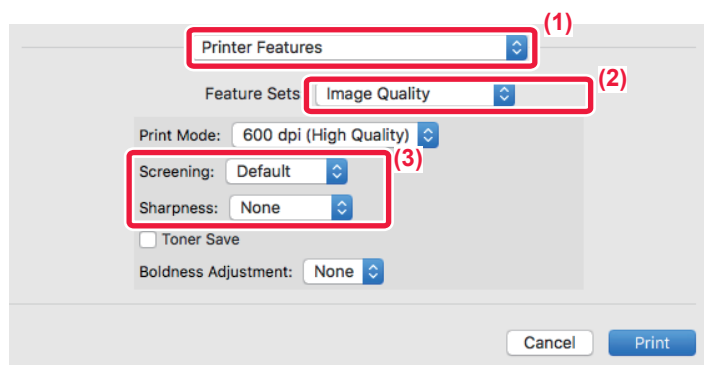 (1)
Printer Features
(2)
Feature Sets Image Quality
Print Mode: 600 dpi (High Quality)
(3)
Screening: Default
Sharpness: None
Toner Save
Boldness Adjustment: None
Cancel Print